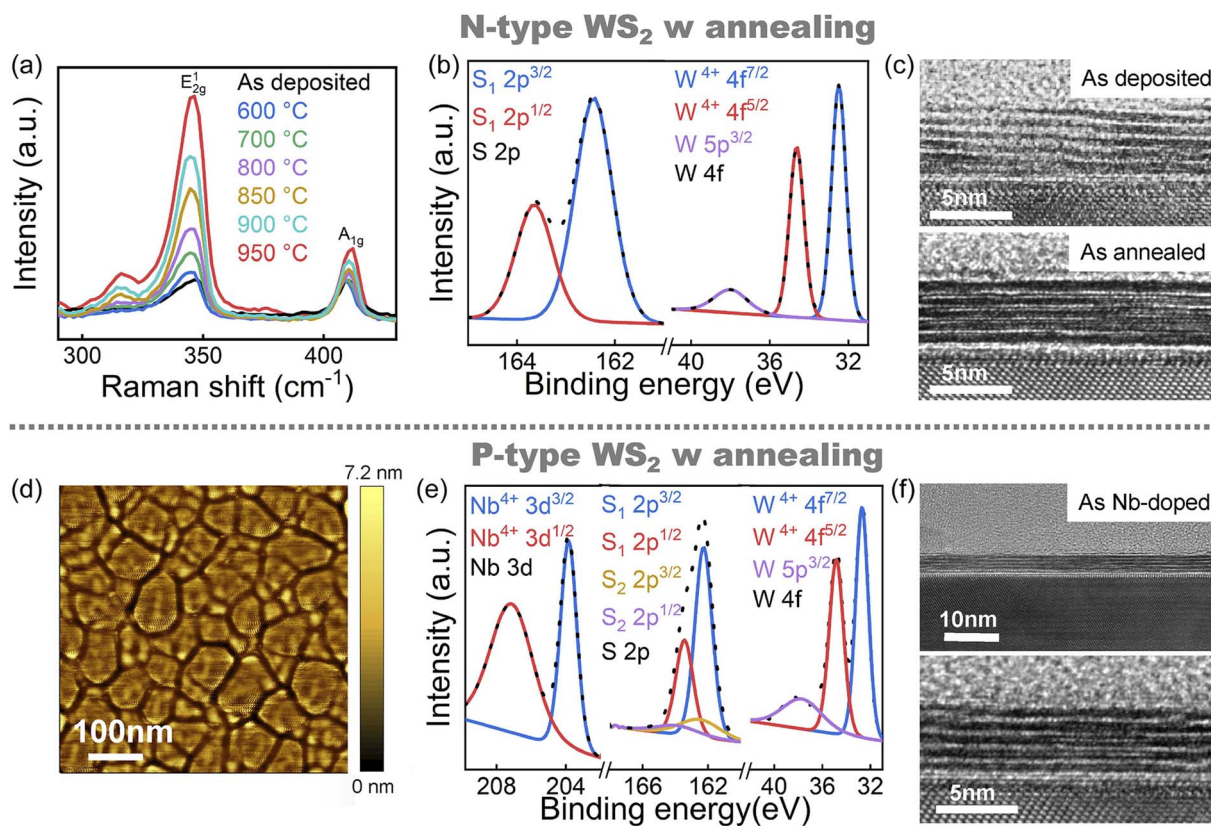 N-type WS₂ w annealing
(a)
E¹₂g
A₁g
As deposited
600 °C
700 °C
800 °C
850 °C
900 °C
950 °C
Intensity (a.u.)
300
350
400
Raman shift (cm⁻¹)
(b)
S₁ 2p³/²
S₁ 2p¹/²
S 2p
W⁴⁺ 4f⁷/²
W⁴⁺ 4f⁵/²
W 5p³/²
W 4f
Intensity (a.u.)
164 162 40 36 32
Binding energy (eV)
(c)
As deposited
5nm
As annealed
5nm
P-type WS₂ w annealing
(d)
7.2 nm
0 nm
100nm
(e)
Nb⁴⁺ 3d³/²
Nb⁴⁺ 3d¹/²
Nb 3d
S₁ 2p³/²
S₁ 2p¹/²
S₂ 2p³/²
S₂ 2p¹/²
S 2p
W⁴⁺ 4f⁷/²
W⁴⁺ 4f⁵/²
W 5p³/²
W 4f
Intensity (a.u.)
208 204 166 162 40 36 32
Binding energy(eV)
(f)
As Nb-doped
10nm
5nm